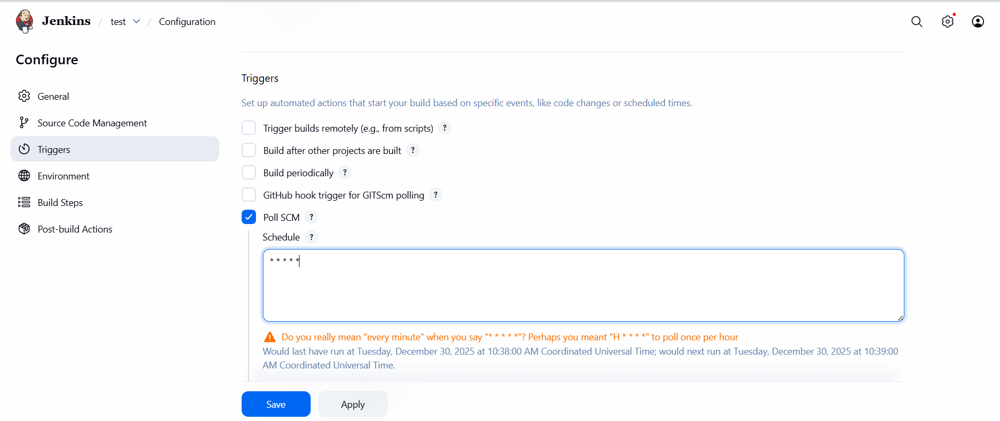 Jenkins / test / Configuration
Configure
General
Source Code Management
Triggers
Environment
Build Steps
Post-build Actions
Triggers
Set up automated actions that start your build based on specific events, like code changes or scheduled times.
Trigger builds remotely (e.g., from scripts) ?
Build after other projects are built ?
Build periodically ?
GitHub hook trigger for GITScm polling ?
Poll SCM ?
Schedule ?
* * * * *
Do you really mean "every minute" when you say "* * * * *"? Perhaps you meant "H * * * *" to poll once per hour
Would last have run at Tuesday, December 30, 2025 at 10:38:00 AM Coordinated Universal Time; would next run at Tuesday, December 30, 2025 at 10:39:00
AM Coordinated Universal Time.
Save Apply